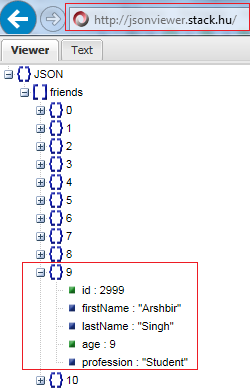 http://jsonviewer.stack.hu/
Viewer Text
JSON
friends
0
1
2
3
4
5
6
7
8
9
id : 2999
firstName : "Arshbir"
lastName : "Singh"
age : 9
profession : "Student"
10